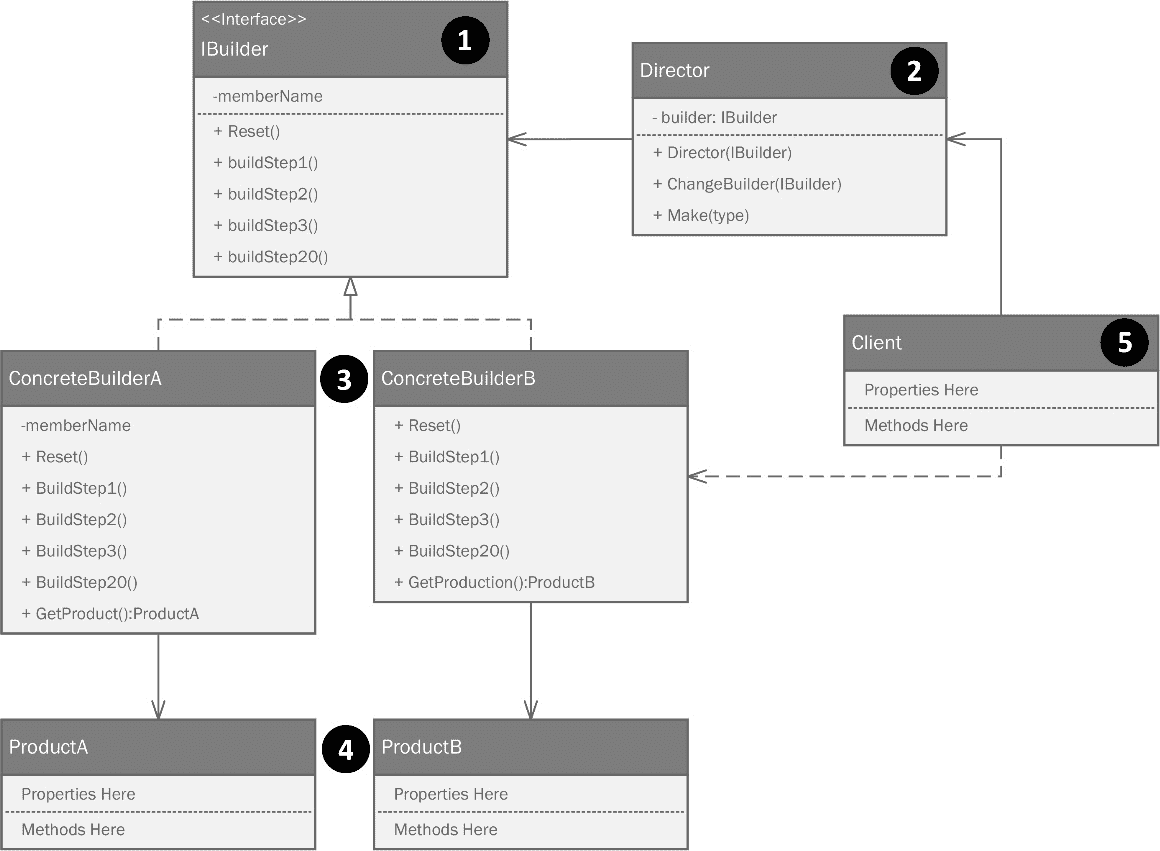 <<Interface>>
IBuilder
1
-memberName
+ Reset()
+ buildStep1()
+ buildStep2()
+ buildStep3()
+ buildStep20()
Director
2
- builder: IBuilder
+ Director(IBuilder)
+ ChangeBuilder(IBuilder)
+ Make(type)
Client
5
Properties Here
Methods Here
ConcreteBuilderA
-memberName
+ Reset()
+ BuildStep1()
+ BuildStep2()
+ BuildStep3()
+ BuildStep20()
+ GetProduct():ProductA
3
ConcreteBuilderB
+ Reset()
+ BuildStep1()
+ BuildStep2()
+ BuildStep3()
+ BuildStep20()
+ GetProduction():ProductB
ProductA
Properties Here
Methods Here
4
ProductB
Properties Here
Methods Here